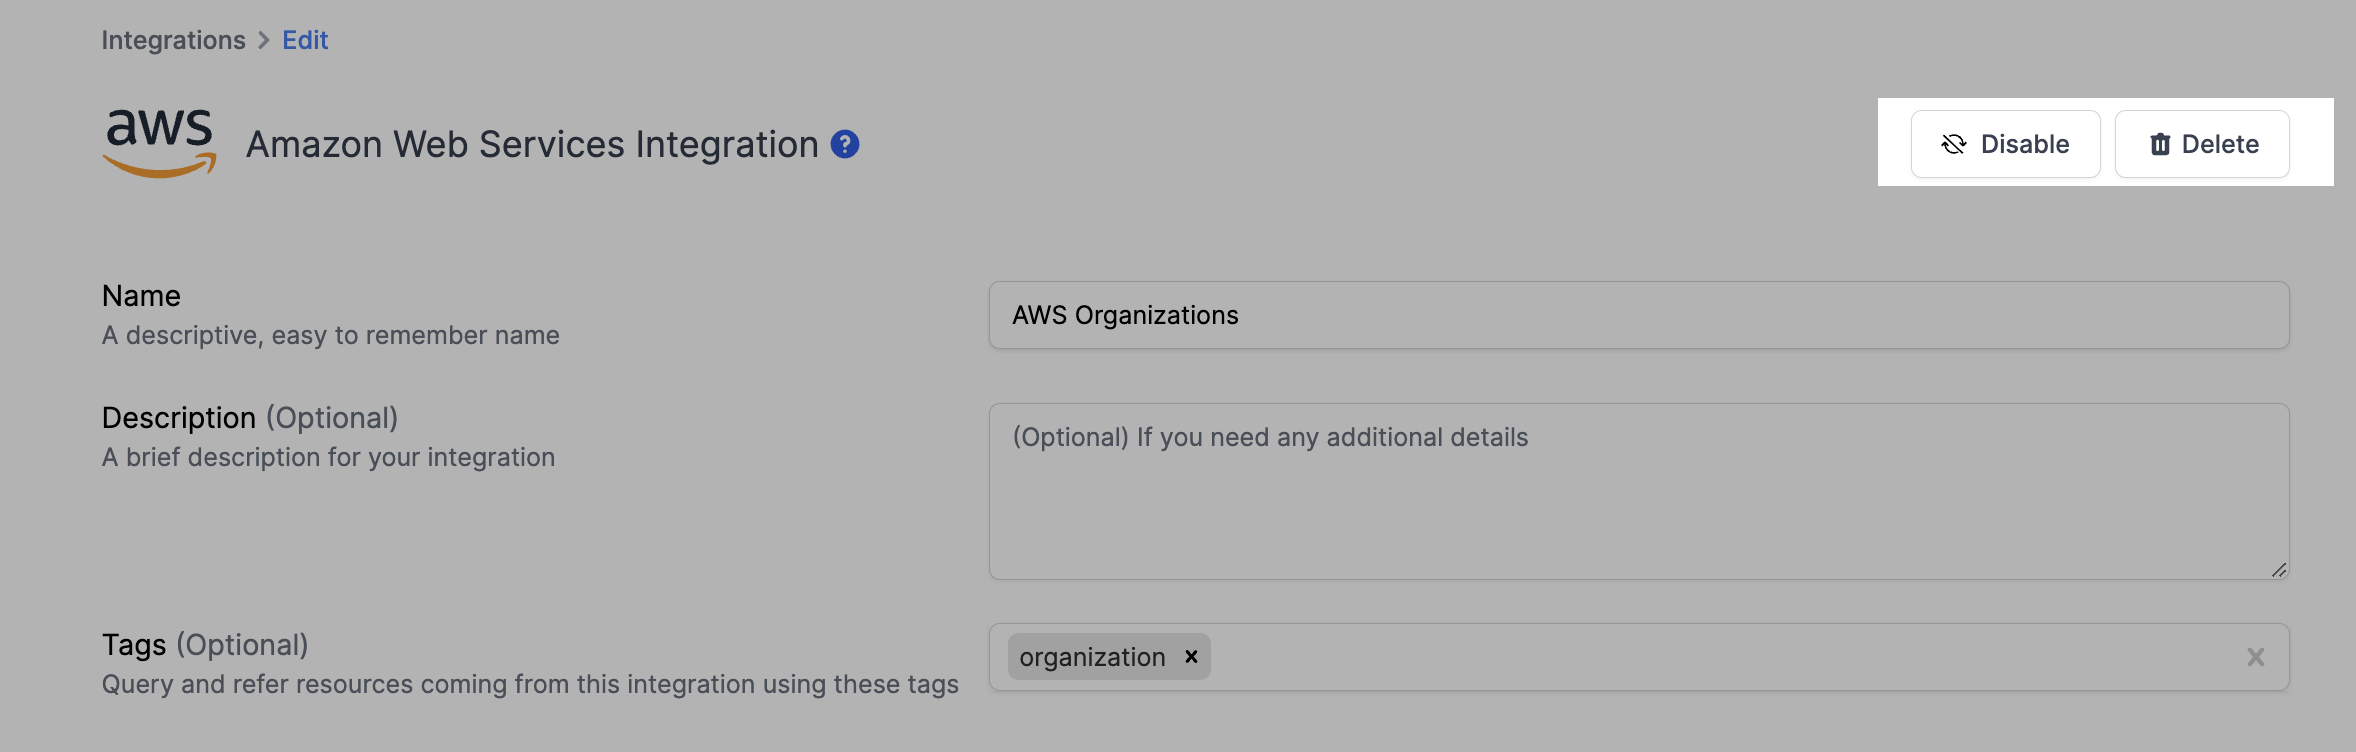 Integrations > Edit
aws
Amazon Web Services Integration ?
Disable
Delete
Name
A descriptive, easy to remember name
AWS Organizations
Description (Optional)
A brief description for your integration
(Optional) If you need any additional details
Tags (Optional)
Query and refer resources coming from this integration using these tags
organization ×